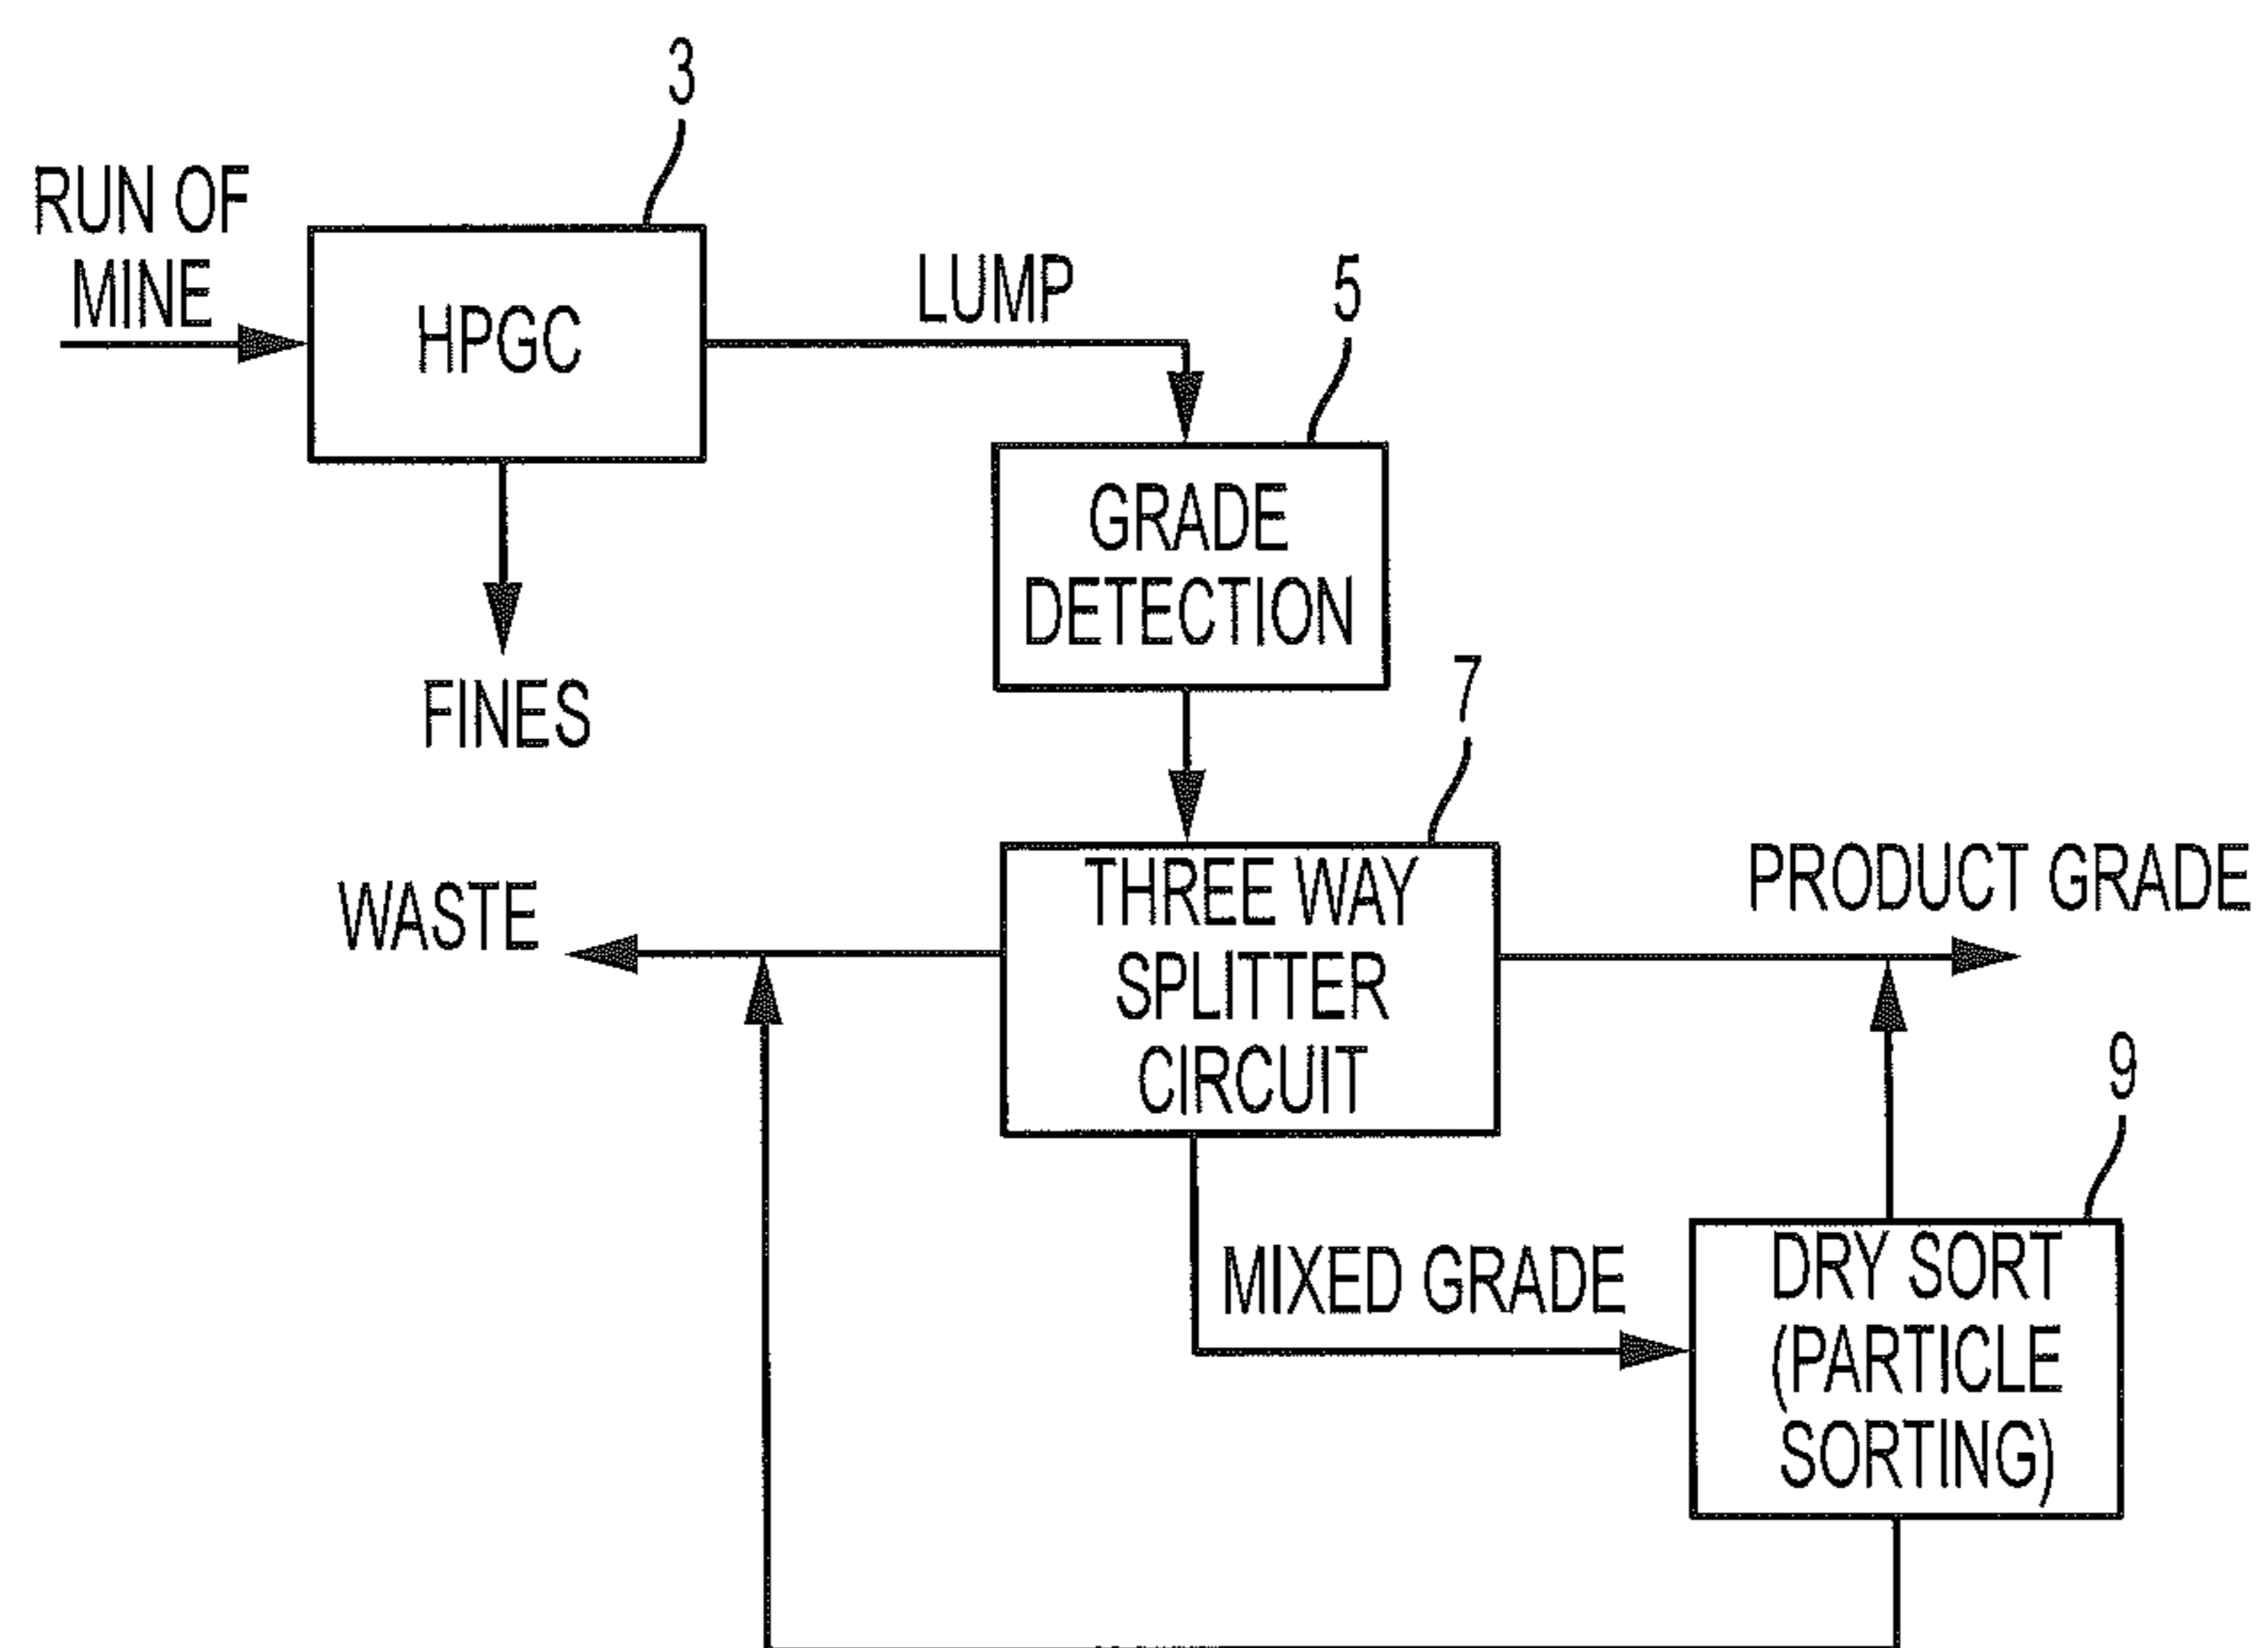 3
RUN OF
MINE
HPGC
LUMP
5
GRADE
DETECTION
FINES
7
THREE WAY
SPLITTER
CIRCUIT
WASTE
PRODUCT GRADE
9
MIXED GRADE
DRY SORT
(PARTICLE
SORTING)